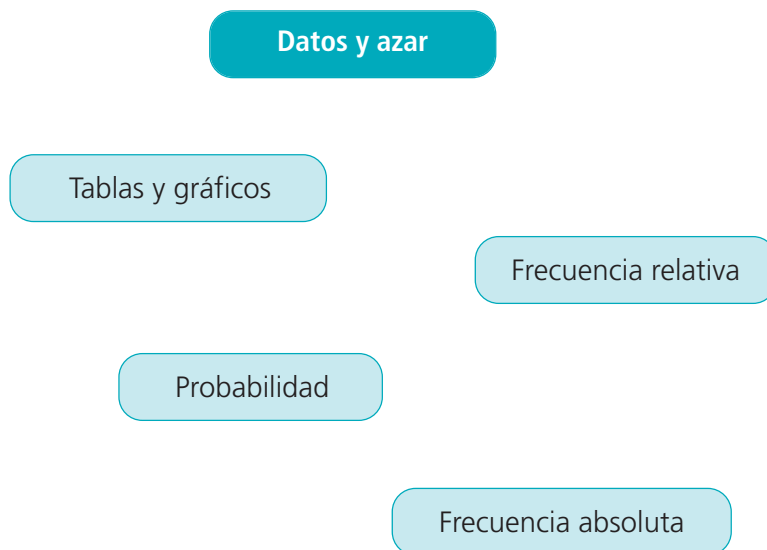 Datos y azar
Tablas y gráficos
Frecuencia relativa
Probabilidad
Frecuencia absoluta